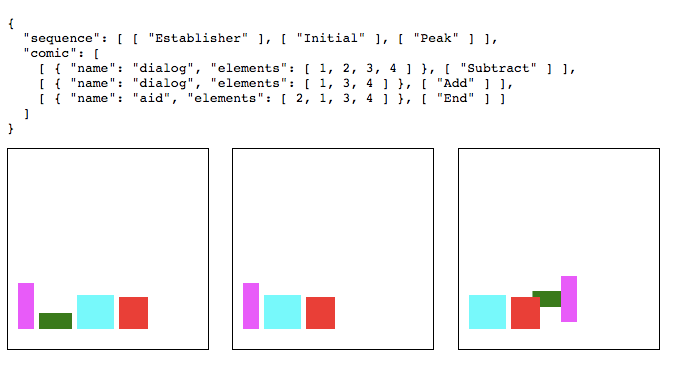 {
  "sequence": [ [ "Establisher" ], [ "Initial" ], [ "Peak" ] ],
  "comic": [
    [ { "name": "dialog", "elements": [ 1, 2, 3, 4 ] }, [ "Subtract" ] ],
    [ { "name": "dialog", "elements": [ 1, 3, 4 ] }, [ "Add" ] ],
    [ { "name": "aid", "elements": [ 2, 1, 3, 4 ] }, [ "End" ] ]
  ]
}